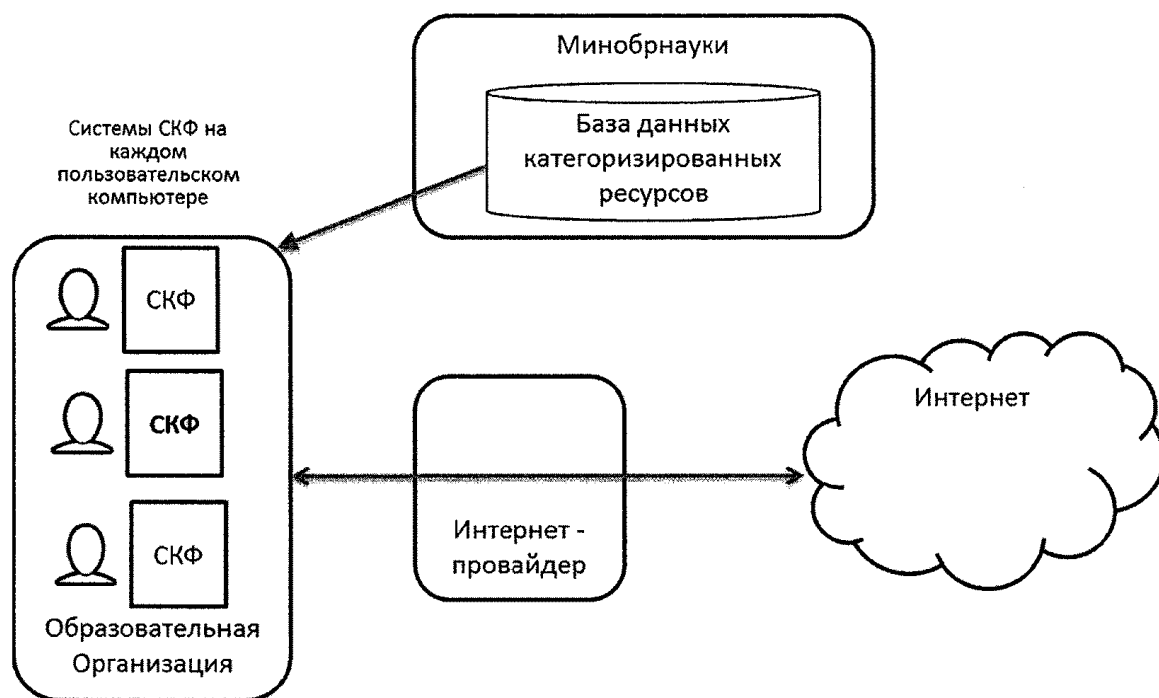 Минобрнауки
База данных
категоризированных
ресурсов
Системы СКФ на
каждом
пользовательском
компьютере
СКФ
СКФ
СКФ
Образовательная
Организация
Интернет -
провайдер
Интернет